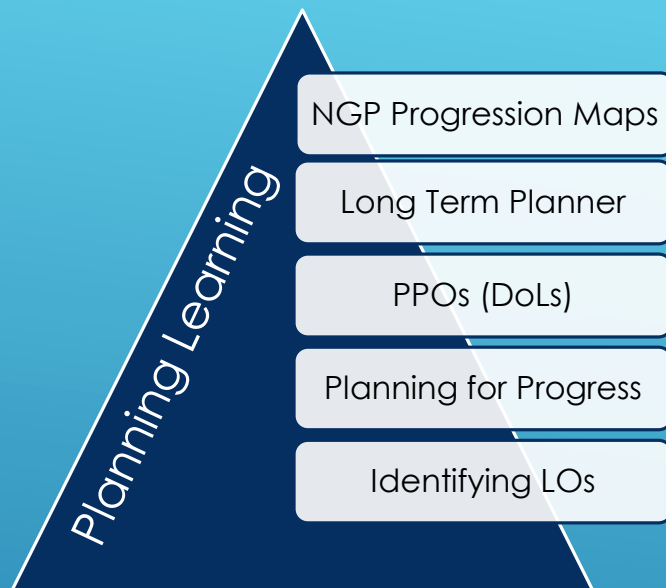 Planning Learning
NGP Progression Maps
Long Term Planner
PPOs (DoLs)
Planning for Progress
Identifying LOs